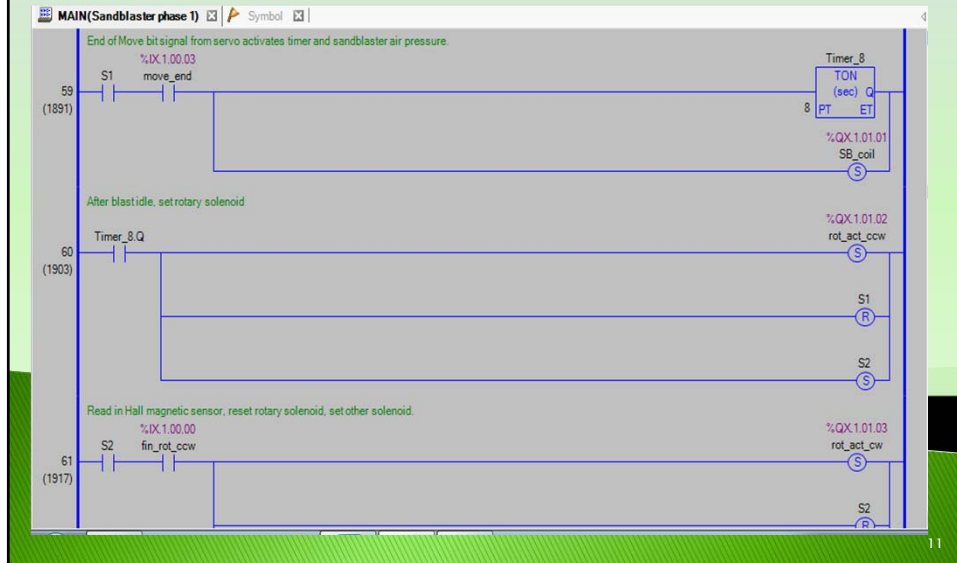 MAIN(Sandblaster phase 1) Symbol
End of Move bit signal from servo activates timer and sandblaster air pressure.
%IX.1.00.03
S1 move_end
59
(1891)
Timer_8
TON
(sec) Q
8 PT ET
%QX.1.01.01
SB_coil
S
After blast idle, set rotary solenoid
Timer_8.Q
60
(1903)
%QX.1.01.02
rot_act_ccw
S
S1
R
S2
S
Read in Hall magnetic sensor, reset rotary solenoid, set other solenoid.
%IX.1.00.00
S2 fin_rot_ccw
61
(1917)
%QX.1.01.03
rot_act_cw
S
S2
R
11